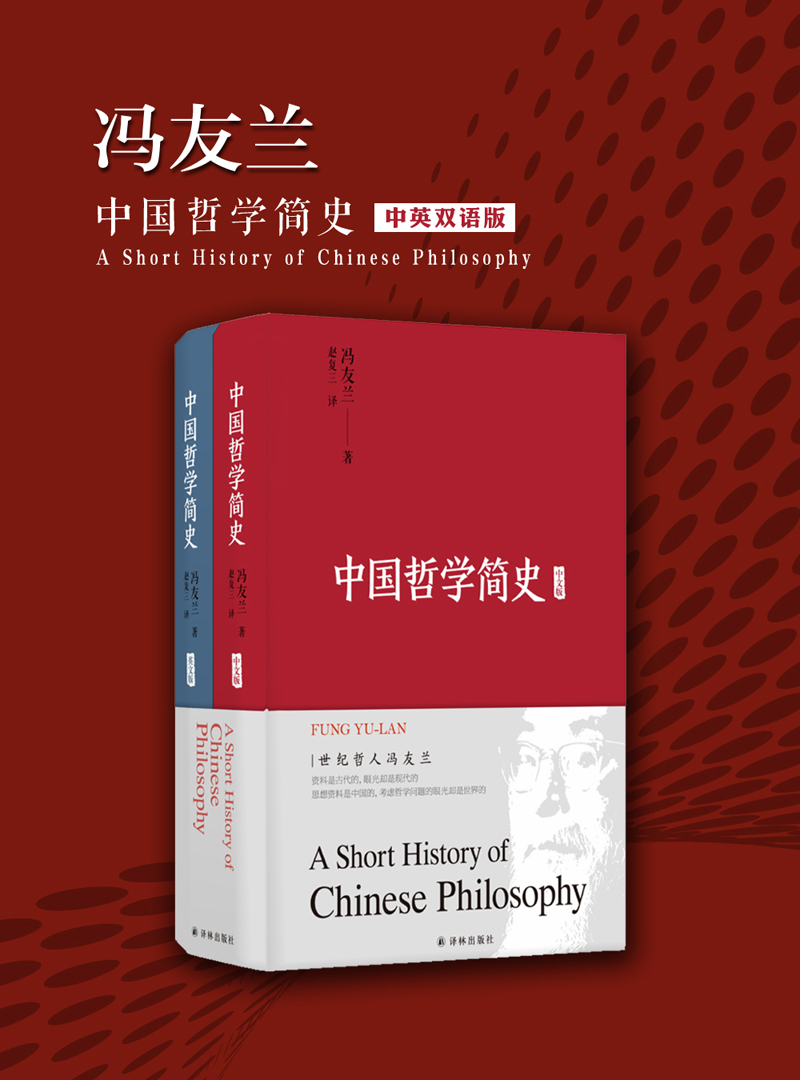 冯友兰
中国哲学简史 中英双语版
A Short History of Chinese Philosophy
中国哲学简史
冯友兰 著
赵复三 译
英文版
中国哲学简史
冯友兰 著
赵复三 译
中文版
A Short History of
Chinese
Philosophy
译林出版社
冯友兰 著
赵复三 译
中国哲学简史 中文版
FUNG YU-LAN
世纪哲人冯友兰
资料是古代的，眼光却是现代的
思想资料是中国的，考虑哲学问题的眼光却是世界的
A Short History of
Chinese Philosophy
译林出版社